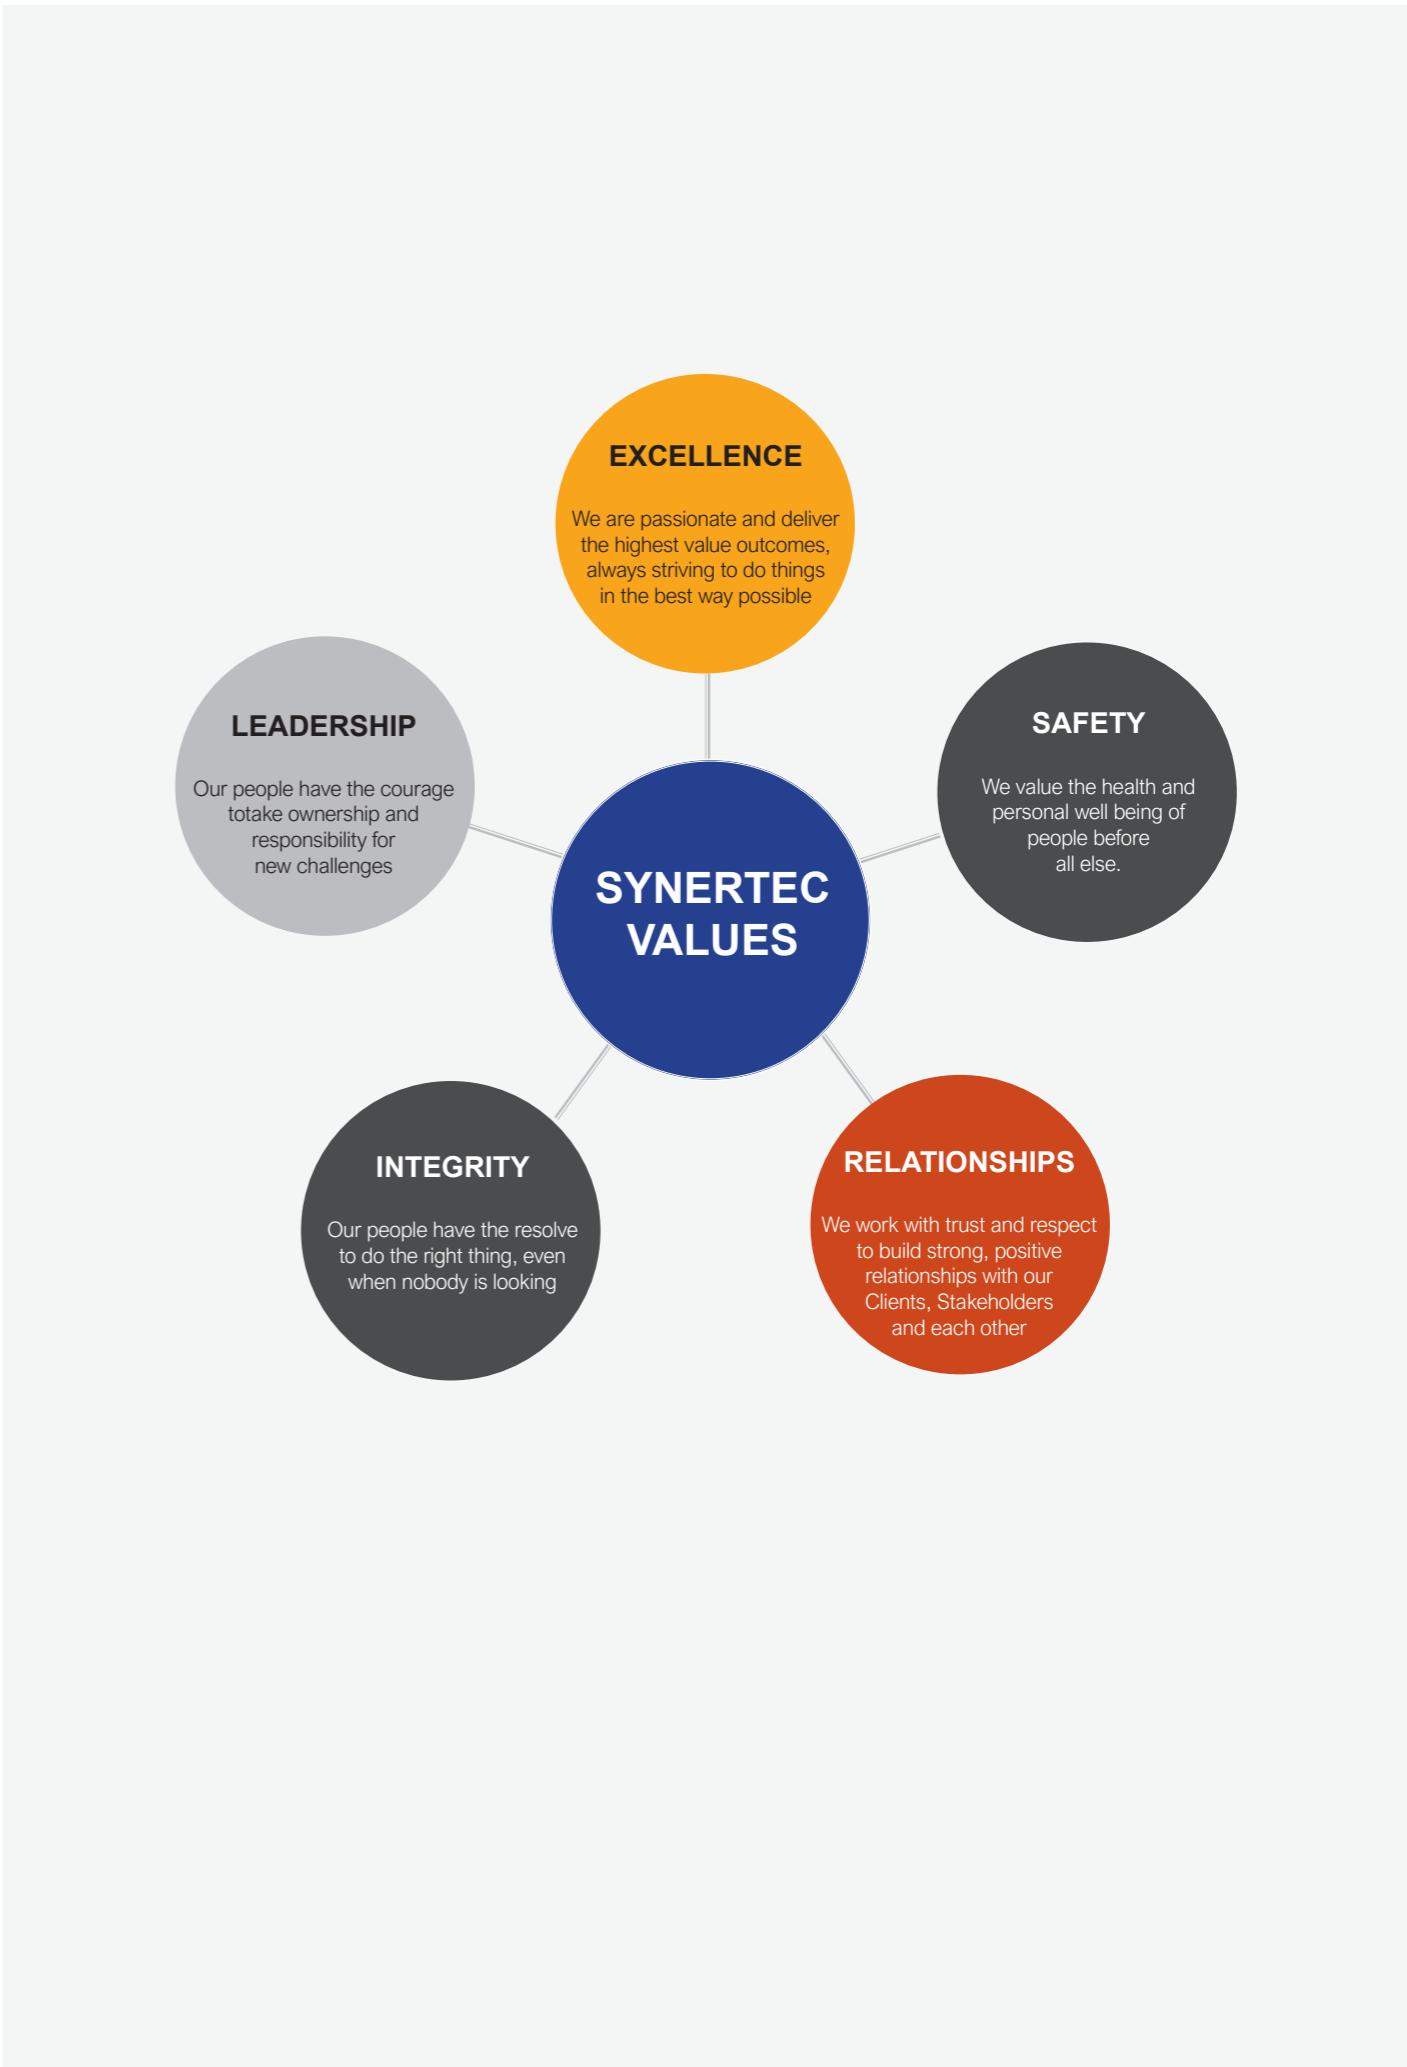 EXCELLENCE
We are passionate and deliver
the highest value outcomes,
always striving to do things
in the best way possible
LEADERSHIP
Our people have the courage
totake ownership and
responsibility for
new challenges
SAFETY
We value the health and
personal well being of
people before
all else.
SYNERTEC
VALUES
INTEGRITY
Our people have the resolve
to do the right thing, even
when nobody is looking
RELATIONSHIPS
We work with trust and respect
to build strong, positive
relationships with our
Clients, Stakeholders
and each other